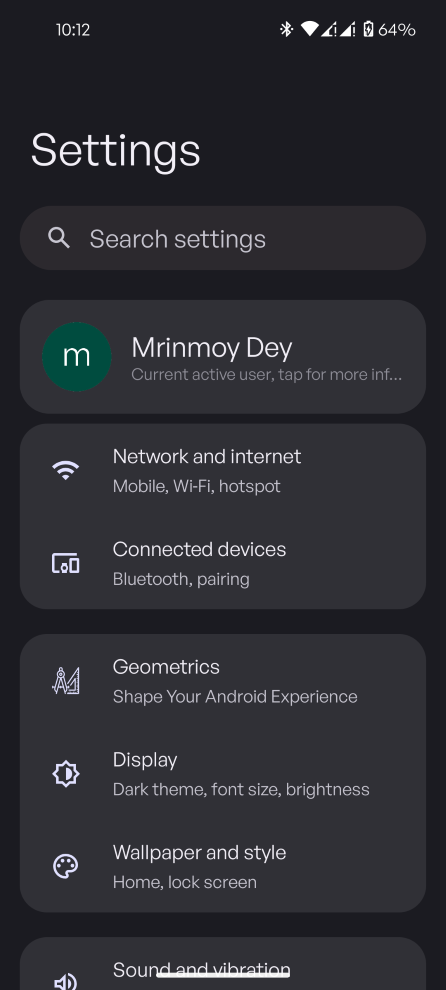 10:12
64%
Settings
Search settings
m
Mrinmoy Dey
Current active user, tap for more inf...
Network and internet
Mobile, Wi-Fi, hotspot
Connected devices
Bluetooth, pairing
Geometrics
Shape Your Android Experience
Display
Dark theme, font size, brightness
Wallpaper and style
Home, lock screen
Sound and vibration